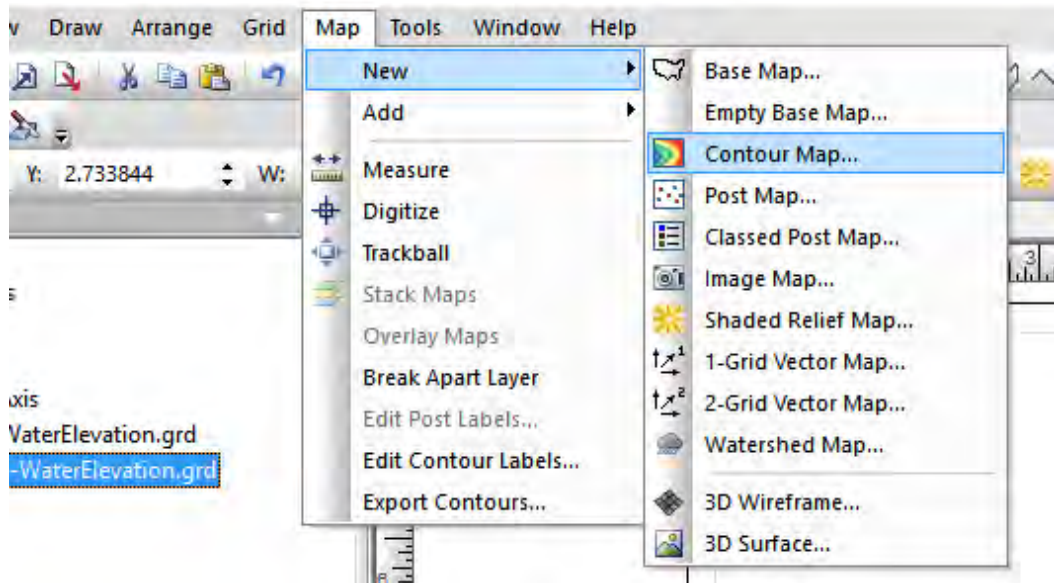 Draw Arrange Grid Map Tools Window Help
New
Base Map...
Empty Base Map...
Add
Contour Map...
Y: 2.733844 W:
Measure
Post Map...
Digitize
Classed Post Map...
Trackball
Image Map...
3
Stack Maps
Shaded Relief Map...
Overlay Maps
1-Grid Vector Map...
Break Apart Layer
2-Grid Vector Map...
Edit Post Labels...
Watershed Map...
Edit Contour Labels...
Export Contours...
3D Wireframe...
3D Surface...
xis
WaterElevation.grd
-WaterElevation.grd